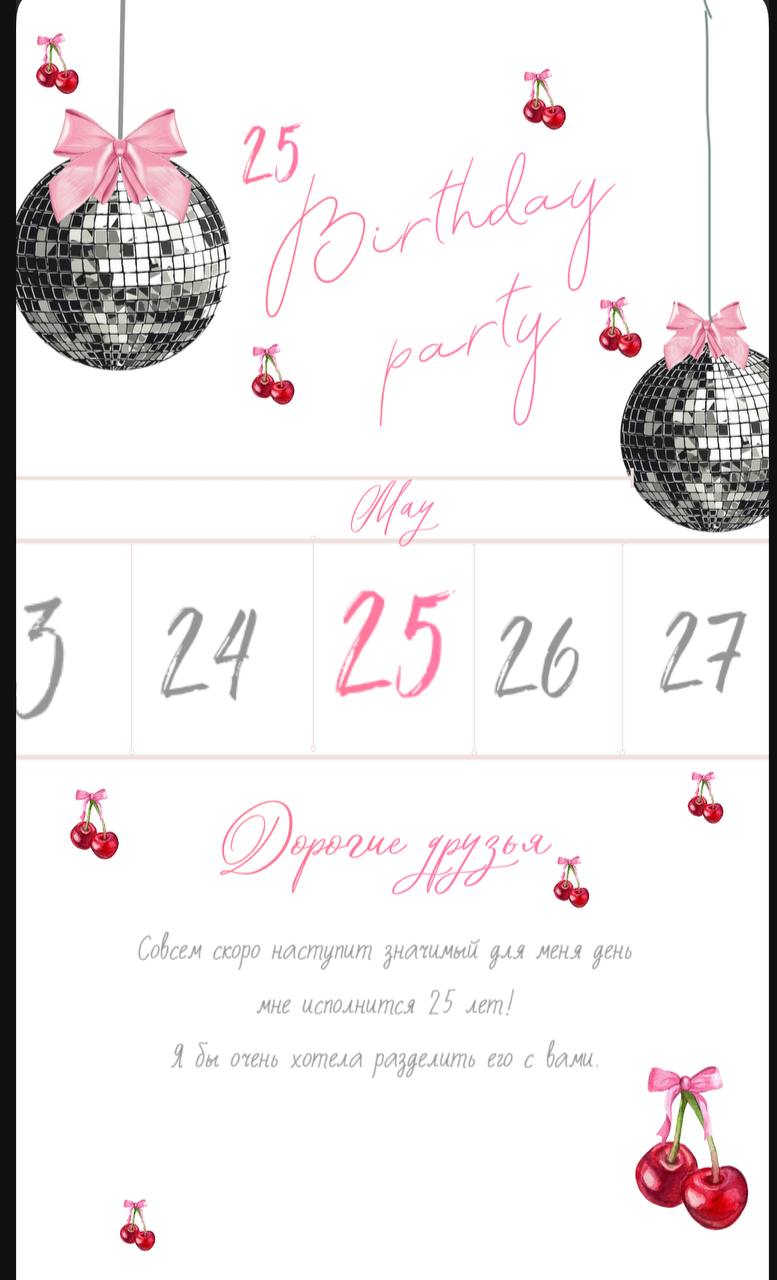 25
Birthday
party
May
3 24 25 26 27
Дорогие друзья
Совсем скоро наступит значимый для меня день
мне исполнится 25 лет!
Я бы очень хотела разделить его с вами.